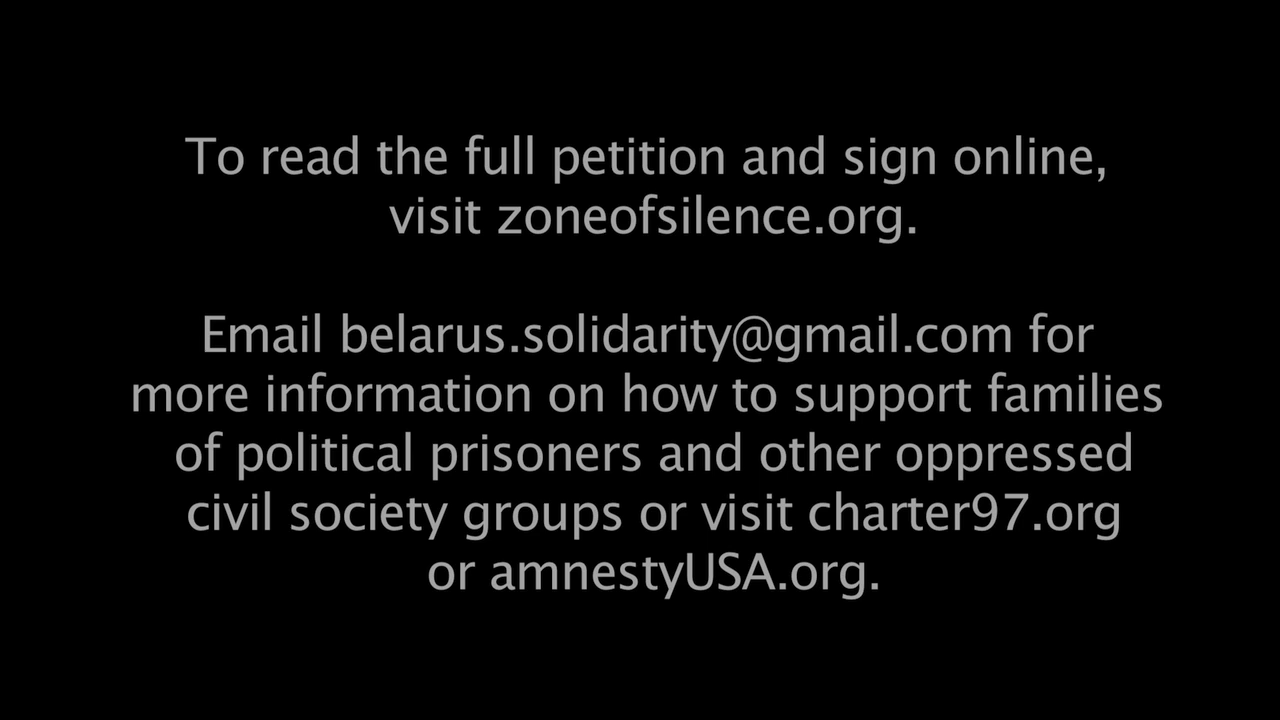 To read the full petition and sign online,
visit zoneofsilence.org.
Email belarus.solidarity@gmail.com for
more information on how to support families
of political prisoners and other oppressed
civil society groups or visit charter97.org
or amnestyUSA.org.